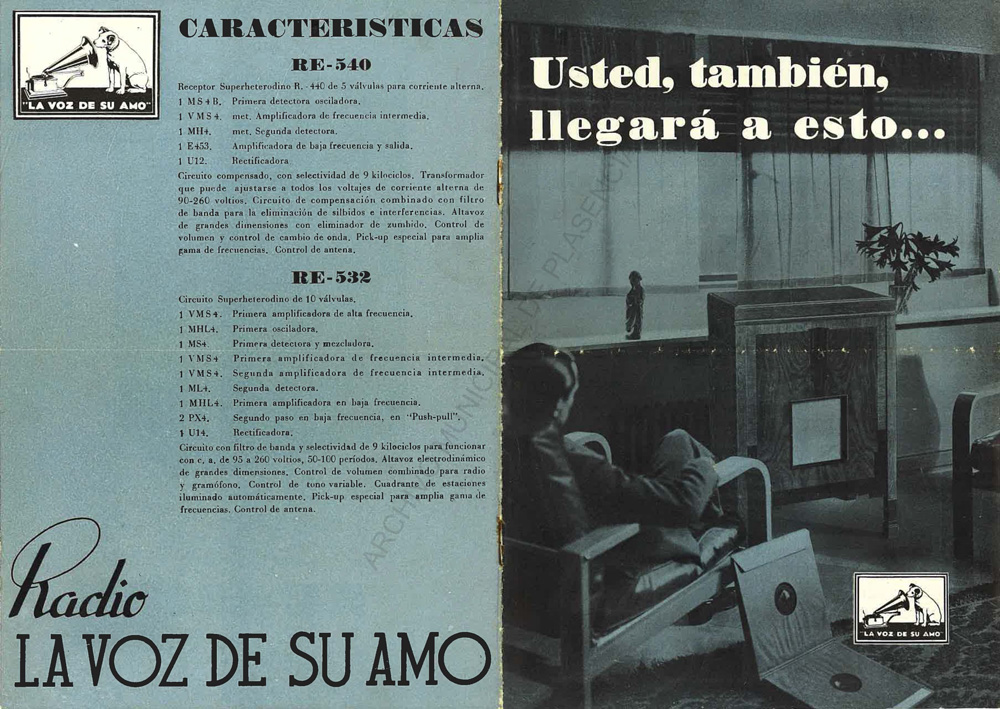 "LA VOZ DE SU AMO"
CARACTERISTICAS
RE-540
Receptor Superheterodino R.-440 de 5 válvulas para corriente alterna.
1 MS4B. Primera detectora osciladora.
1 VMS4. met. Amplificadora de frecuencia intermedia.
1 MH4. met. Segunda detectora.
1 E453. Amplificadora de baja frecuencia y salida.
1 U12. Rectificadora
Circuito compensado, con selectividad de 9 kilociclos. Transformador
que puede ajustarse a todos los voltajes de corriente alterna de
90-260 voltios. Circuito de compensación combinado con filtro
de banda para la eliminación de silbidos e interferencias. Altavoz
de grandes dimensiones con eliminador de zumbido. Control de
volumen y control de cambio de onda. Pick-up especial para amplia
gama de frecuencias. Control de antena.
RE-532
Circuito Superheterodino de 10 válvulas.
1 VMS4. Primera amplificadora de alta frecuencia.
1 MHL4. Primera osciladora.
1 MS4. Primera detectora y mezcladora.
1 VMS4 Primera amplificadora de frecuencia intermedia.
1 VMS4. Segunda amplificadora de frecuencia intermedia.
1 ML4. Segunda detectora.
1 MHL4. Primera amplificadora en baja frecuencia.
2 PX4. Segundo paso en baja frecuencia, en "Push-pull".
1 U14. Rectificadora.
Circuito con filtro de banda y selectividad de 9 kilociclos para funcionar
con c. a. de 95 a 260 voltios, 50-100 períodos. Altavoz electrodinámico
de grandes dimensiones. Control de volumen combinado para radio
y gramófono. Control de tono variable. Cuadrante de estaciones
iluminado automáticamente. Pick-up especial para amplia gama de
frecuencias. Control de antena.
Radio
LA VOZ DE SU AMO
Usted, también,
llegará a esto...
"LA VOZ DE SU AMO"
ARCHIVO MUNICIPAL DE PLASENCIA